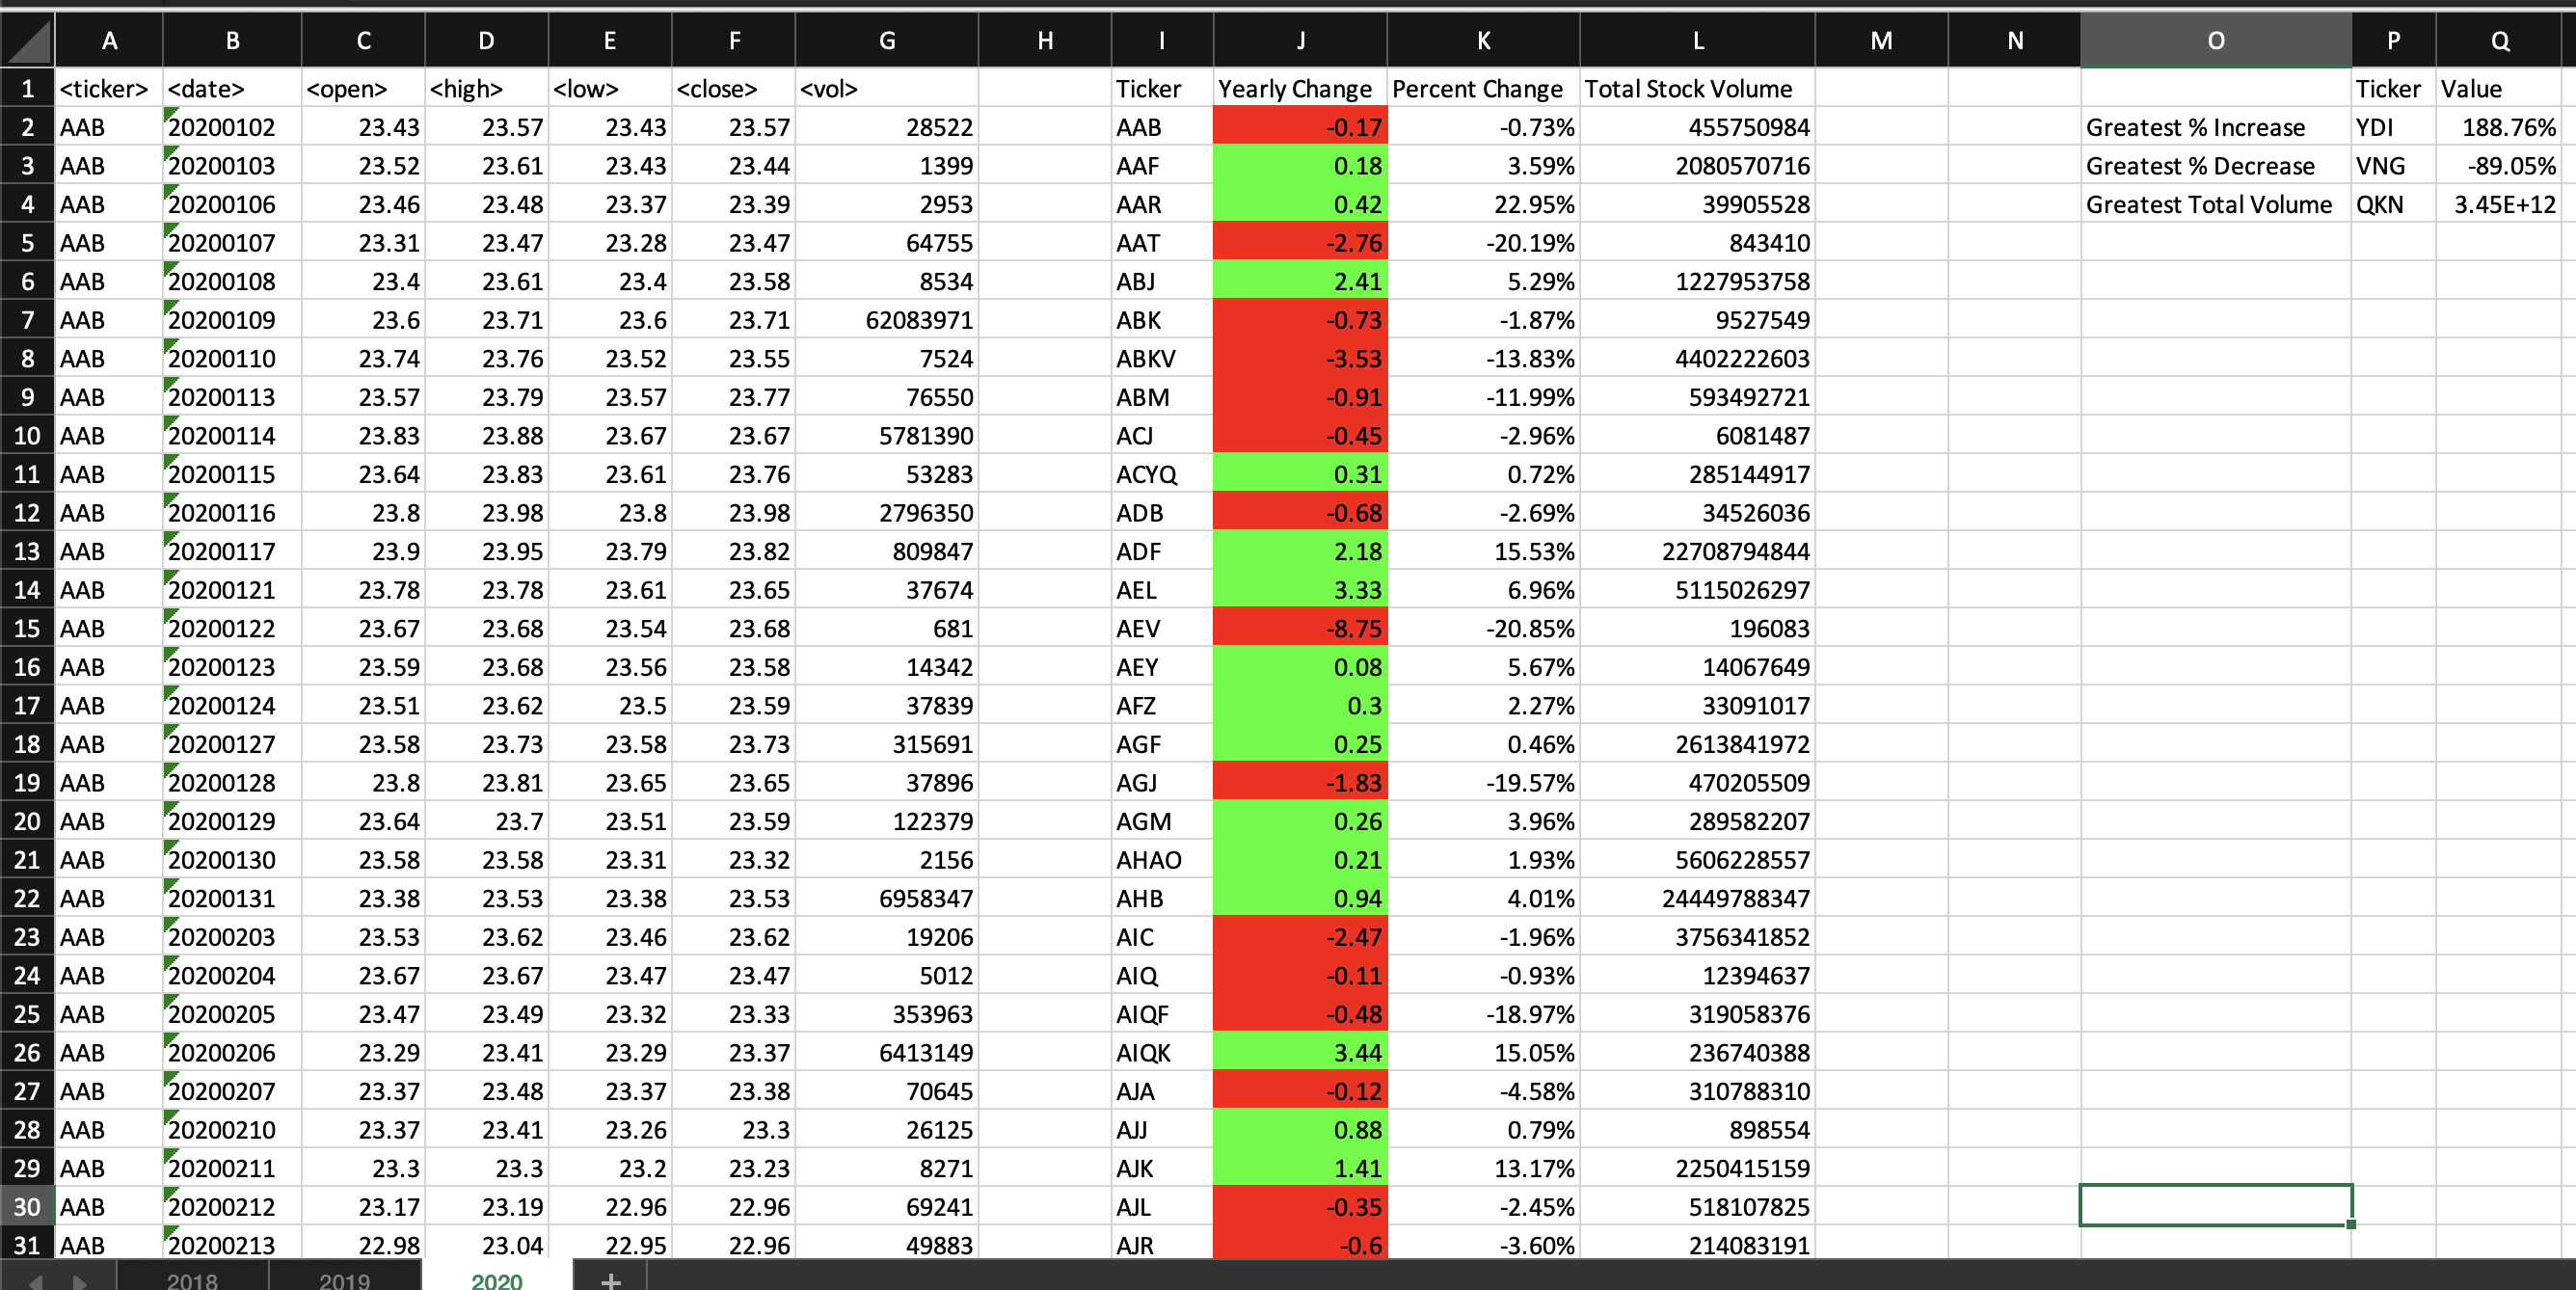 A B C D E F G H I J K L M N O P Q
1 <ticker> <date> <open> <high> <low> <close> <vol> Ticker Yearly Change Percent Change Total Stock Volume Ticker Value
2 AAB 20200102 23.43 23.57 23.43 23.57 28522 AAB -0.17 -0.73% 455750984 Greatest % Increase YDI 188.76%
3 AAB 20200103 23.52 23.61 23.43 23.44 1399 AAF 0.18 3.59% 2080570716 Greatest % Decrease VNG -89.05%
4 AAB 20200106 23.46 23.48 23.37 23.39 2953 AAR 0.42 22.95% 39905528 Greatest Total Volume QKN 3.45E+12
5 AAB 20200107 23.31 23.47 23.28 23.47 64755 AAT -2.76 -20.19% 843410
6 AAB 20200108 23.4 23.61 23.4 23.58 8534 ABJ 2.41 5.29% 1227953758
7 AAB 20200109 23.6 23.71 23.6 23.71 62083971 ABK -0.73 -1.87% 9527549
8 AAB 20200110 23.74 23.76 23.52 23.55 7524 ABKV -3.53 -13.83% 4402222603
9 AAB 20200113 23.57 23.79 23.57 23.77 76550 ABM -0.91 -11.99% 593492721
10 AAB 20200114 23.83 23.88 23.67 23.67 5781390 ACJ -0.45 -2.96% 6081487
11 AAB 20200115 23.64 23.83 23.61 23.76 53283 ACYQ 0.31 0.72% 285144917
12 AAB 20200116 23.8 23.98 23.8 23.98 2796350 ADB -0.68 -2.69% 34526036
13 AAB 20200117 23.9 23.95 23.79 23.82 809847 ADF 2.18 15.53% 22708794844
14 AAB 20200121 23.78 23.78 23.61 23.65 37674 AEL 3.33 6.96% 5115026297
15 AAB 20200122 23.67 23.68 23.54 23.68 681 AEV -8.75 -20.85% 196083
16 AAB 20200123 23.59 23.68 23.56 23.58 14342 AEY 0.08 5.67% 14067649
17 AAB 20200124 23.51 23.62 23.5 23.59 37839 AFZ 0.3 2.27% 33091017
18 AAB 20200127 23.58 23.73 23.58 23.73 315691 AGF 0.25 0.46% 2613841972
19 AAB 20200128 23.8 23.81 23.65 23.65 37896 AGJ -1.83 -19.57% 470205509
20 AAB 20200129 23.64 23.7 23.51 23.59 122379 AGM 0.26 3.96% 289582207
21 AAB 20200130 23.58 23.58 23.31 23.32 2156 AHAO 0.21 1.93% 5606228557
22 AAB 20200131 23.38 23.53 23.38 23.53 6958347 AHB 0.94 4.01% 24449788347
23 AAB 20200203 23.53 23.62 23.46 23.62 19206 AIC -2.47 -1.96% 3756341852
24 AAB 20200204 23.67 23.67 23.47 23.47 5012 AIQ -0.11 -0.93% 12394637
25 AAB 20200205 23.47 23.49 23.32 23.33 353963 AIQF -0.48 -18.97% 319058376
26 AAB 20200206 23.29 23.41 23.29 23.37 6413149 AIQK 3.44 15.05% 236740388
27 AAB 20200207 23.37 23.48 23.37 23.38 70645 AJA -0.12 -4.58% 310788310
28 AAB 20200210 23.37 23.41 23.26 23.3 26125 AJJ 0.88 0.79% 898554
29 AAB 20200211 23.3 23.3 23.2 23.23 8271 AJK 1.41 13.17% 2250415159
30 AAB 20200212 23.17 23.19 22.96 22.96 69241 AJL -0.35 -2.45% 518107825
31 AAB 20200213 22.98 23.04 22.95 22.96 49883 AJR -0.6 -3.60% 214083191
2018 2019 2020 +